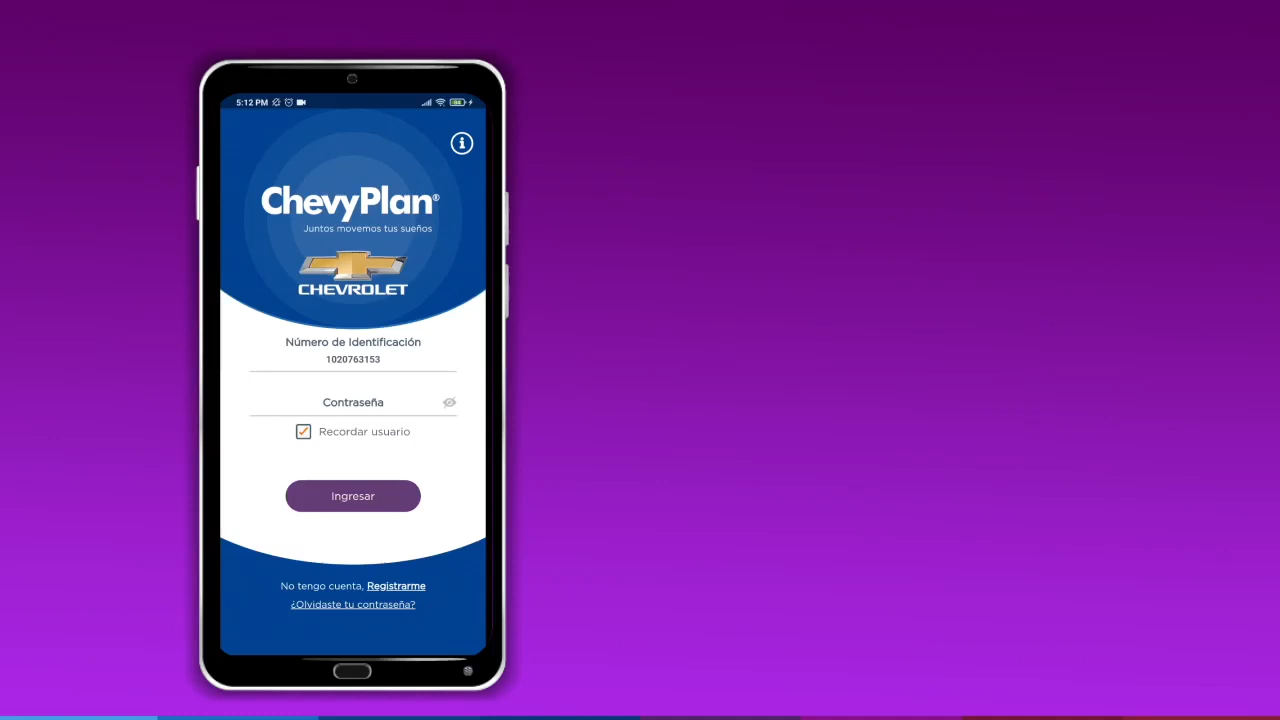 5:12 PM
ChevyPlan®
Juntos movemos tus sueños
CHEVROLET
Número de Identificación
1020763153
Contraseña
Recordar usuario
Ingresar
No tengo cuenta, Registrarme
¿Olvidaste tu contraseña?